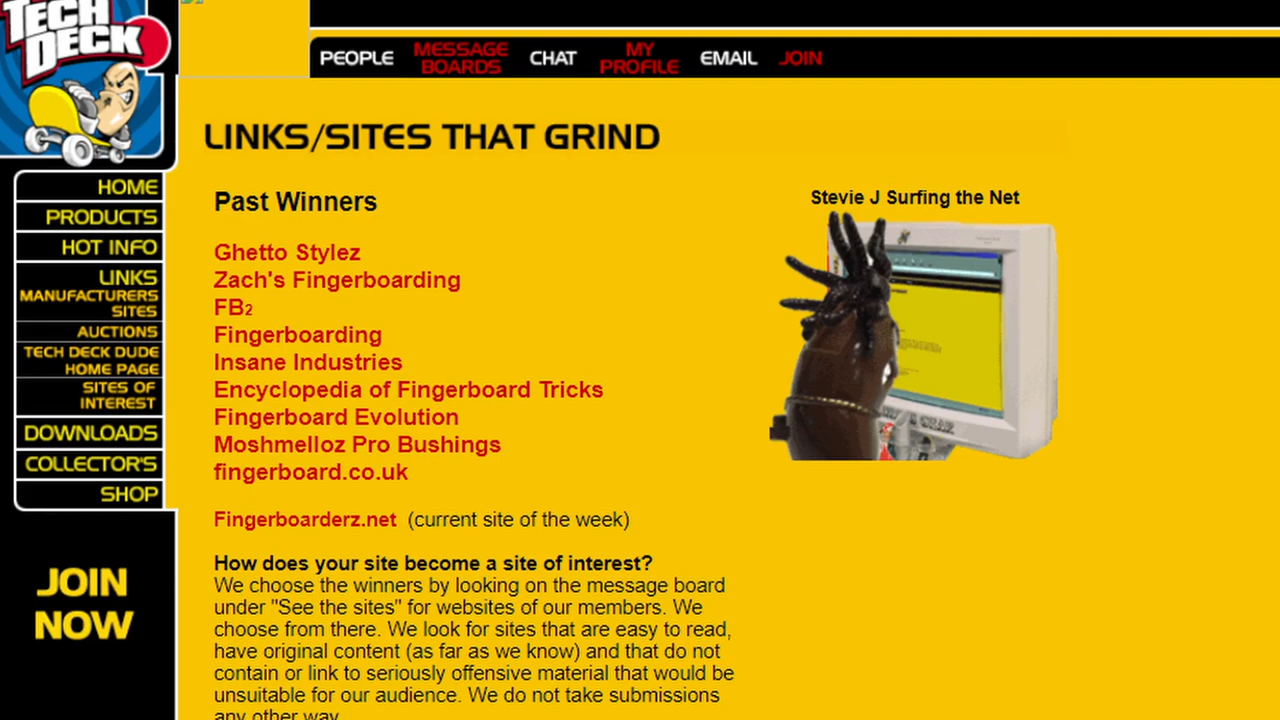 TECH
DECK
PEOPLE
MESSAGE
BOARDS
CHAT
MY
PROFILE
EMAIL
JOIN
LINKS/SITES THAT GRIND
HOME
PRODUCTS
HOT INFO
LINKS
MANUFACTURERS
SITES
AUCTIONS
TECH DECK DUDE
HOME PAGE
SITES OF
INTEREST
DOWNLOADS
COLLECTOR'S
SHOP
JOIN
NOW
Past Winners
Ghetto Stylez
Zach's Fingerboarding
FB2
Fingerboarding
Insane Industries
Encyclopedia of Fingerboard Tricks
Fingerboard Evolution
Moshmelloz Pro Bushings
fingerboard.co.uk
Fingerboarderz.net (current site of the week)
How does your site become a site of interest?
We choose the winners by looking on the message board
under "See the sites" for websites of our members. We
choose from there. We look for sites that are easy to read,
have original content (as far as we know) and that do not
contain or link to seriously offensive material that would be
unsuitable for our audience. We do not take submissions
any other way.
Stevie J Surfing the Net